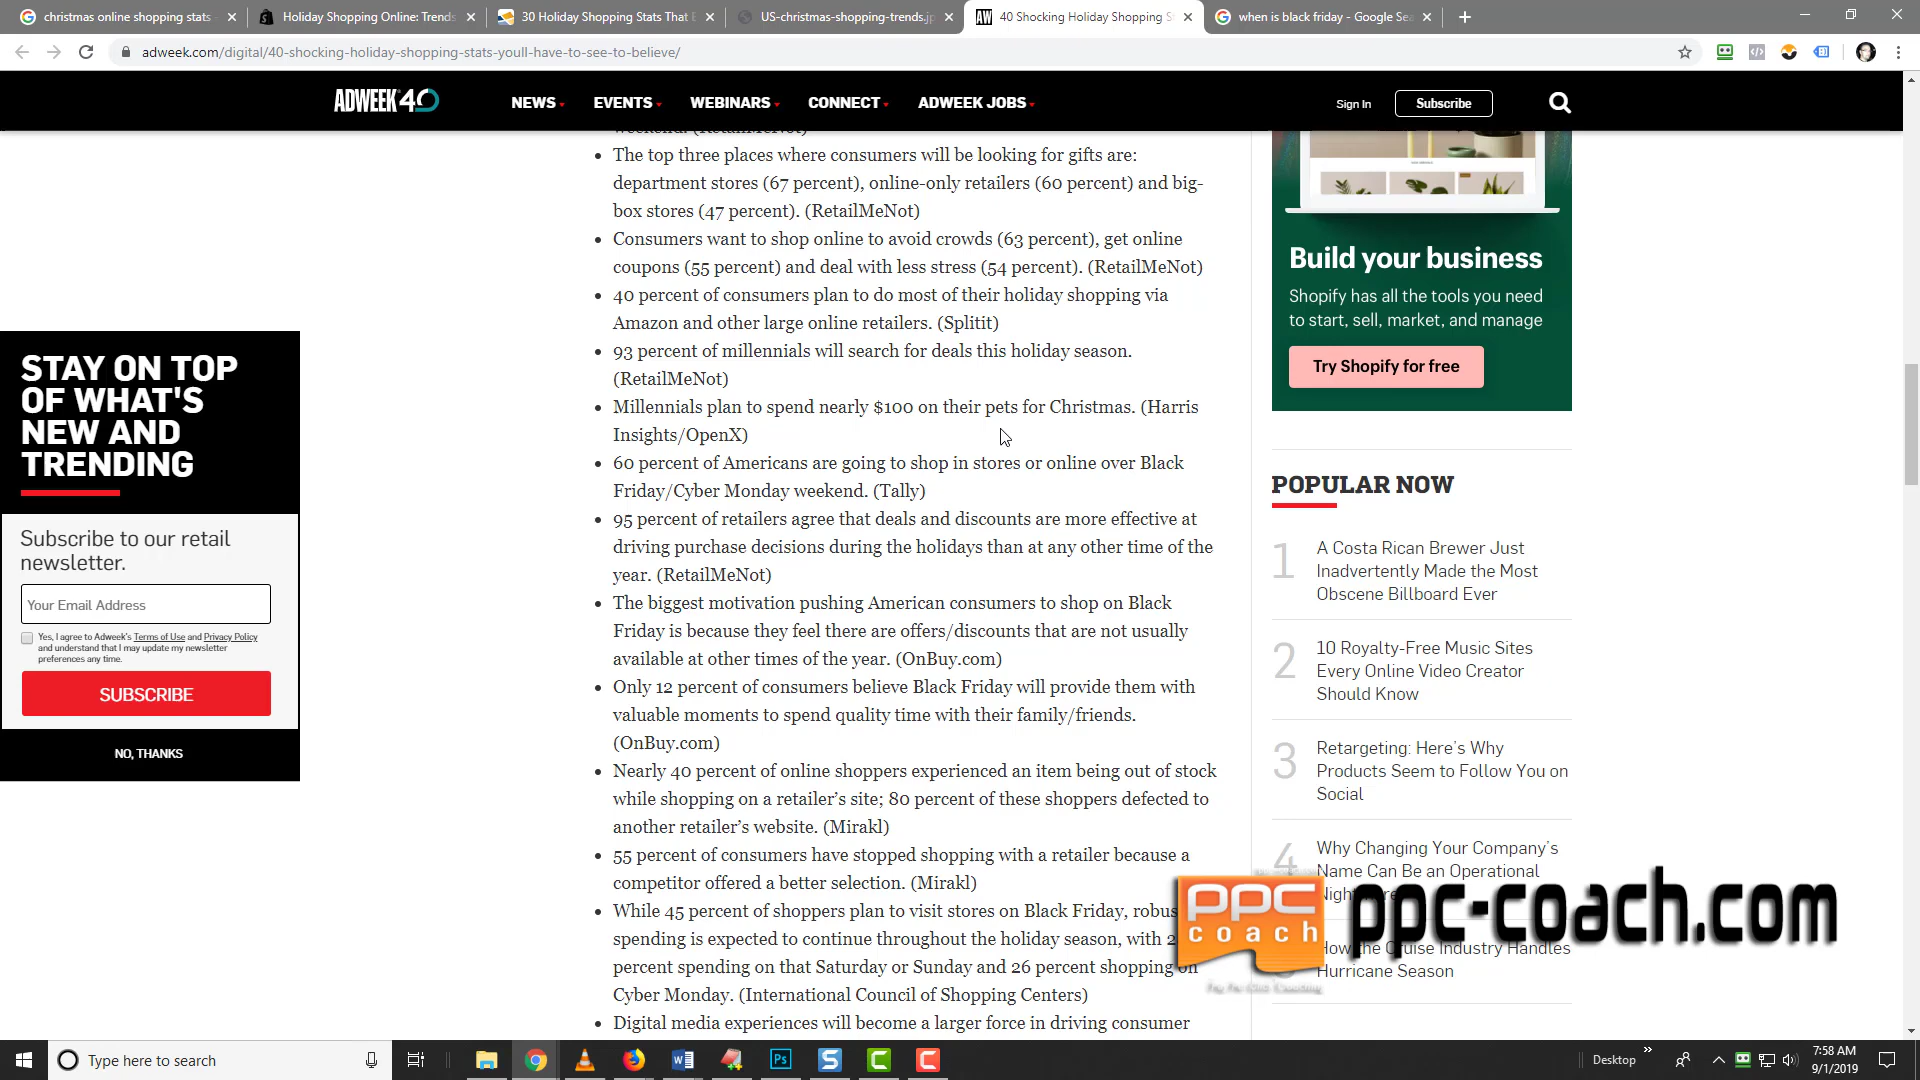 christmas online shopping stats
Holiday Shopping Online: Trends
30 Holiday Shopping Stats That
US-christmas-shopping-trends.jp
40 Shocking Holiday Shopping S
when is black friday - Google Sea
adweek.com/digital/40-shocking-holiday-shopping-stats-youll-have-to-see-to-believe/
ADWEEK 40
NEWS
EVENTS
WEBINARS
CONNECT
ADWEEK JOBS
Sign In
Subscribe
weekend. (RetailMeNot)
• The top three places where consumers will be looking for gifts are:
department stores (67 percent), online-only retailers (60 percent) and big-
box stores (47 percent). (RetailMeNot)
• Consumers want to shop online to avoid crowds (63 percent), get online
coupons (55 percent) and deal with less stress (54 percent). (RetailMeNot)
• 40 percent of consumers plan to do most of their holiday shopping via
Amazon and other large online retailers. (Splitit)
• 93 percent of millennials will search for deals this holiday season.
(RetailMeNot)
• Millennials plan to spend nearly $100 on their pets for Christmas. (Harris
Insights/OpenX)
• 60 percent of Americans are going to shop in stores or online over Black
Friday/Cyber Monday weekend. (Tally)
• 95 percent of retailers agree that deals and discounts are more effective at
driving purchase decisions during the holidays than at any other time of the
year. (RetailMeNot)
• The biggest motivation pushing American consumers to shop on Black
Friday is because they feel there are offers/discounts that are not usually
available at other times of the year. (OnBuy.com)
• Only 12 percent of consumers believe Black Friday will provide them with
valuable moments to spend quality time with their family/friends.
(OnBuy.com)
• Nearly 40 percent of online shoppers experienced an item being out of stock
while shopping on a retailer's site; 80 percent of these shoppers defected to
another retailer's website. (Mirakl)
• 55 percent of consumers have stopped shopping with a retailer because a
competitor offered a better selection. (Mirakl)
• While 45 percent of shoppers plan to visit stores on Black Friday, robus
spending is expected to continue throughout the holiday season, with 2
percent spending on that Saturday or Sunday and 26 percent shopping on
Cyber Monday. (International Council of Shopping Centers)
• Digital media experiences will become a larger force in driving consumer
STAY ON TOP
OF WHAT'S
NEW AND
TRENDING
Subscribe to our retail
newsletter.
Your Email Address
Yes, I agree to Adweek's Terms of Use and Privacy Policy
and understand that I may update my newsletter
preferences any time.
SUBSCRIBE
NO, THANKS
Build your business
Shopify has all the tools you need
to start, sell, market, and manage
Try Shopify for free
POPULAR NOW
1
A Costa Rican Brewer Just
Inadvertently Made the Most
Obscene Billboard Ever
2
10 Royalty-Free Music Sites
Every Online Video Creator
Should Know
3
Retargeting: Here's Why
Products Seem to Follow You on
Social
4
Why Changing Your Company's
Name Can Be an Operational
How the Cruise Industry Handles
Hurricane Season
PPC
coach
Pay Per Click Coaching
ppc-coach.com
Type here to search
Desktop
7:58 AM
9/1/2019